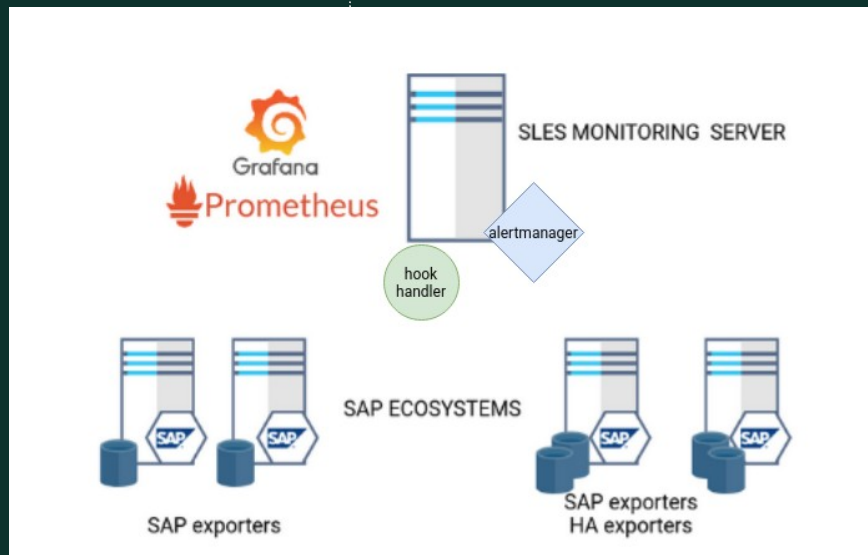 Grafana
Prometheus
SLES MONITORING SERVER
alertmanager
hook
handler
SAP ECOSYSTEMS
SAP
SAP
SAP
SAP
SAP exporters
SAP exporters
HA exporters